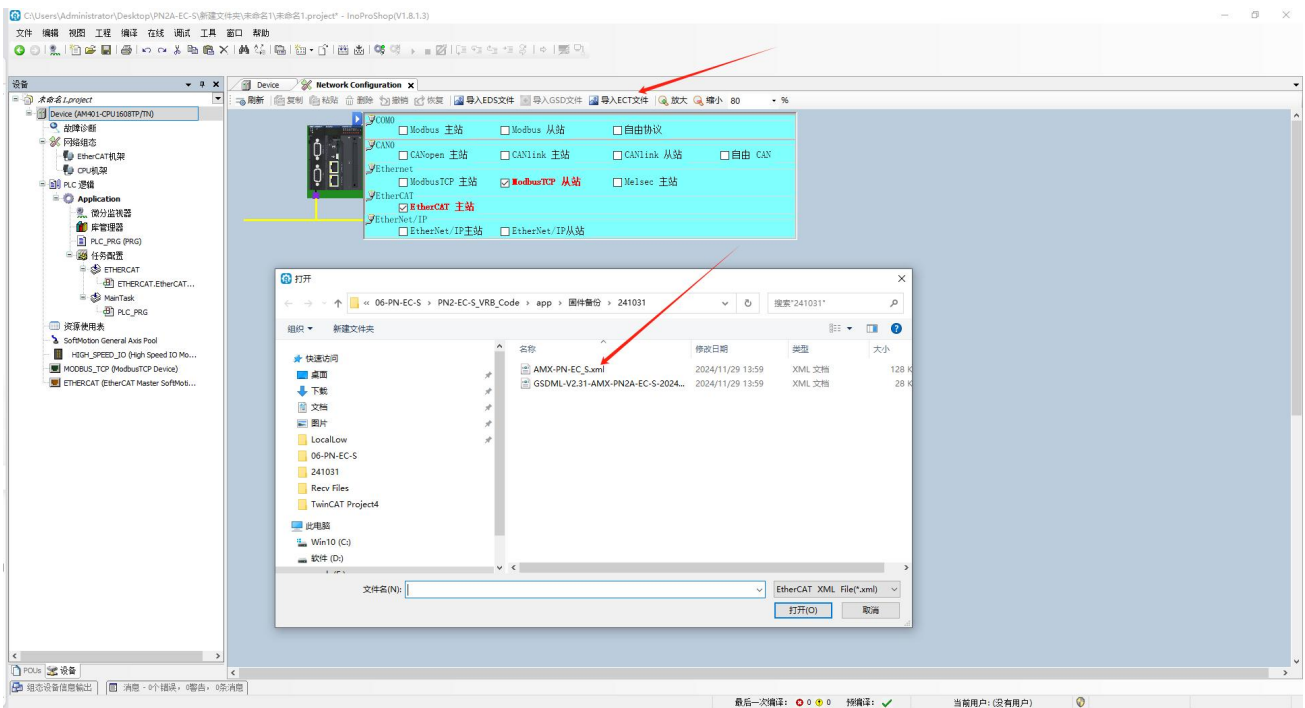 C:\Users\Administrator\Desktop\PN2A-EC-S\新建文件夹\未命名1\未命名1.project* - InoProShop(V1.8.1.3)
文件 编辑 视图 工程 编译 在线 调试 工具 窗口 帮助
设备
Device
Network Configuration
未命名1.project
刷新 复制 粘贴 删除 撤销 恢复 导入EDS文件 导入GSD文件 导入ECT文件 放大 缩小 80 %
Device (AM401-CPU1608TP/TN)
故障诊断
网络组态
EtherCAT机架
CPU机架
PLC 逻辑
Application
微分监视器
库管理器
PLC_PRG (PRG)
任务配置
ETHERCAT
ETHERCAT.EtherCAT...
MainTask
PLC_PRG
资源使用表
SoftMotion General Axis Pool
HIGH_SPEED_IO (High Speed IO Mo...
MODBUS_TCP (ModbusTCP Device)
ETHERCAT (EtherCAT Master SoftMoti...
COM0
Modbus 主站 Modbus 从站 自由协议
CAN0
CANopen 主站 CANlink 主站 CANlink 从站 自由 CAN
Ethernet
ModbusTCP 主站 ModbusTCP 从站 Melsec 主站
EtherCAT
EtherCAT 主站
EtherNet/IP
EtherNet/IP主站 EtherNet/IP从站
打开
« 06-PN-EC-S › PN2-EC-S_VRB_Code › app › 固件备份 › 241031
搜索"241031"
组织 新建文件夹
快速访问
桌面
下载
文档
图片
LocalLow
06-PN-EC-S
241031
Recv Files
TwinCAT Project4
此电脑
Win10 (C:)
软件 (D:)
名称 修改日期 类型 大小
AMX-PN-EC_S.xml 2024/11/29 13:59 XML 文档 128 K
GSDML-V2.31-AMX-PN2A-EC-S-2024... 2024/11/29 13:59 XML 文档 28 K
文件名(N):
EtherCAT XML File(*.xml)
打开(O) 取消
POUs 设备
组态设备信息输出 消息 - 0个错误，0警告，0条消息
最后一次编译： 0 0 预编译： 当前用户: (没有用户)